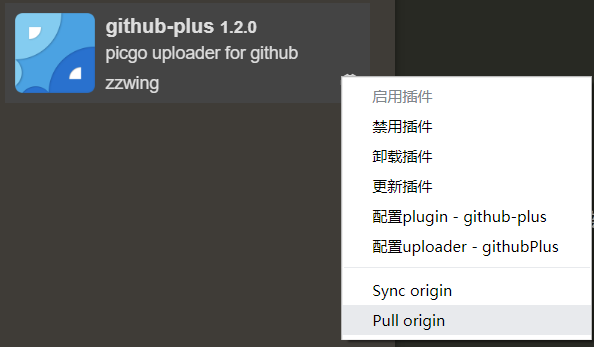 github-plus 1.2.0
picgo uploader for github
zzwing
启用插件
禁用插件
卸载插件
更新插件
配置plugin - github-plus
配置uploader - githubPlus
Sync origin
Pull origin